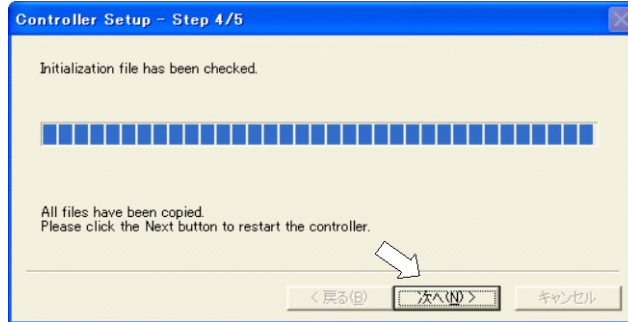 Controller Setup - Step 4/5
Initialization file has been checked.
All files have been copied.
Please click the Next button to restart the controller.
< 戻る(B)
次へ(N) >
キャンセル